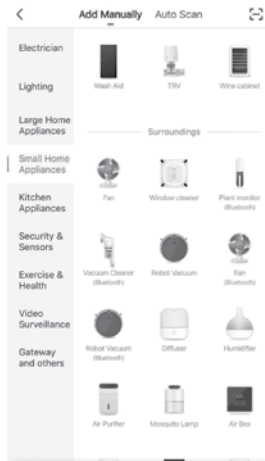 Add Manually Auto Scan
Electrician
Lighting
Large Home
Appliances
Small Home
Appliances
Kitchen
Appliances
Security &
Sensors
Exercise &
Health
Video
Surveillance
Gateway
and others
Wash Aid TRV Wine cabinet
Surroundings
Fan Window cleaner Plant monitor
(Bluetooth)
Vacuum Cleaner
(Bluetooth)
Robot Vacuum
Fan
(Bluetooth)
Robot Vacuum
(Bluetooth)
Diffuser
Humidifier
Air Purifier Mosquito Lamp Air Box